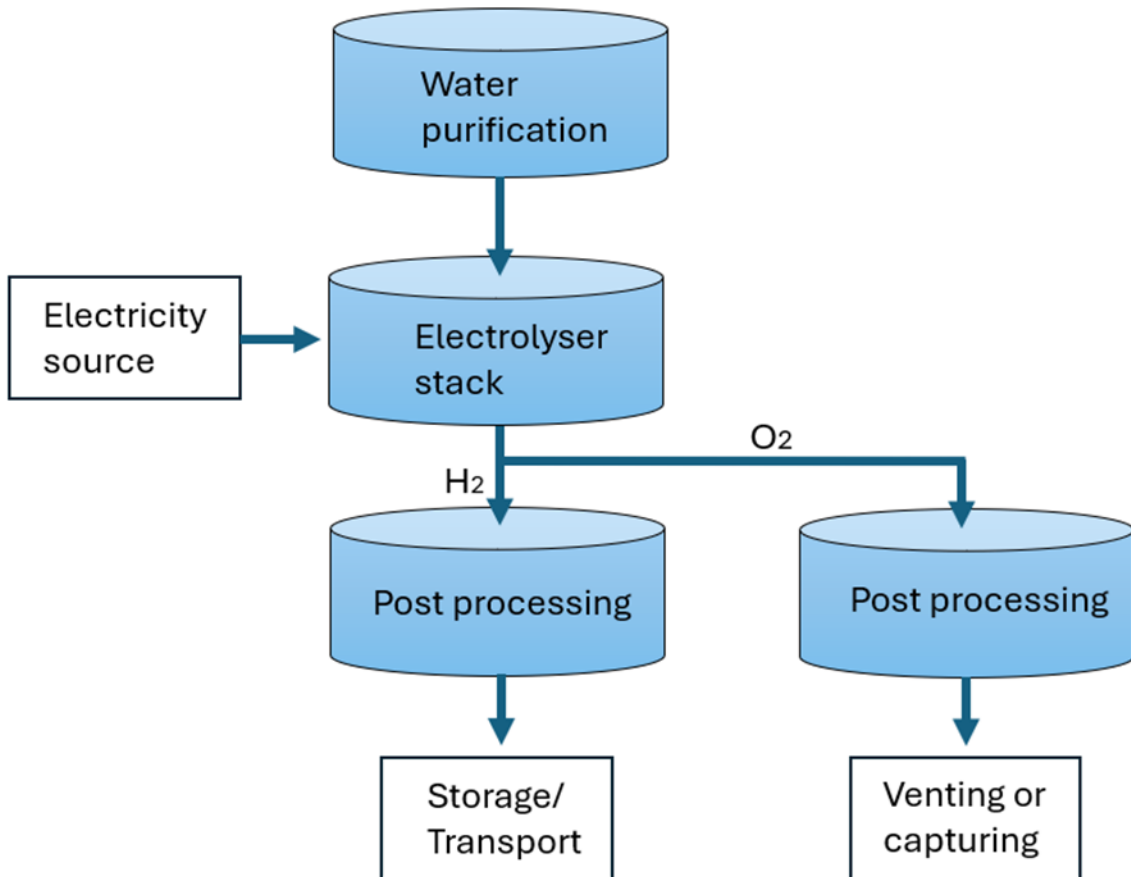 Water
purification
Electricity
source
Electrolyser
stack
O2
H2
Post processing
Post processing
Storage/
Transport
Venting or
capturing